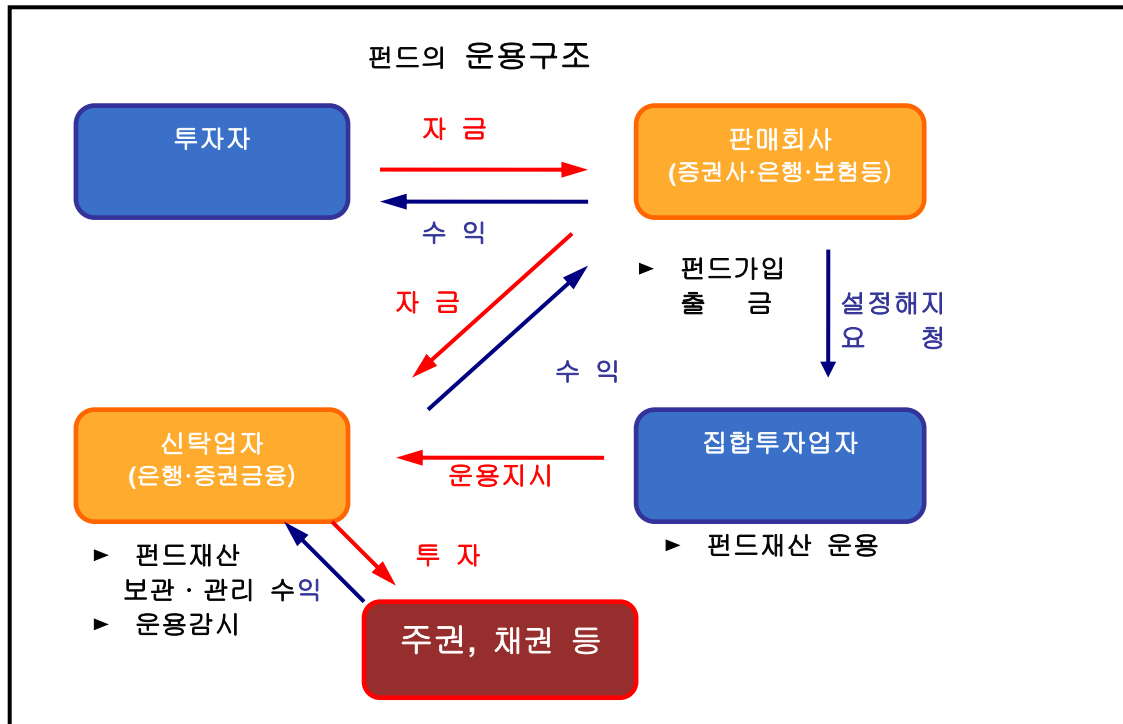 펀드의 운용구조
투자자
자 금
판매회사
(증권사·은행·보험등)
수 익
► 펀드가입
출 금
설정해지
요 청
자 금
수 익
신탁업자
(은행·증권금융)
운용지시
집합투자업자
► 펀드재산
보관 · 관리 수익
► 운용감시
투 자
► 펀드재산 운용
주권, 채권 등